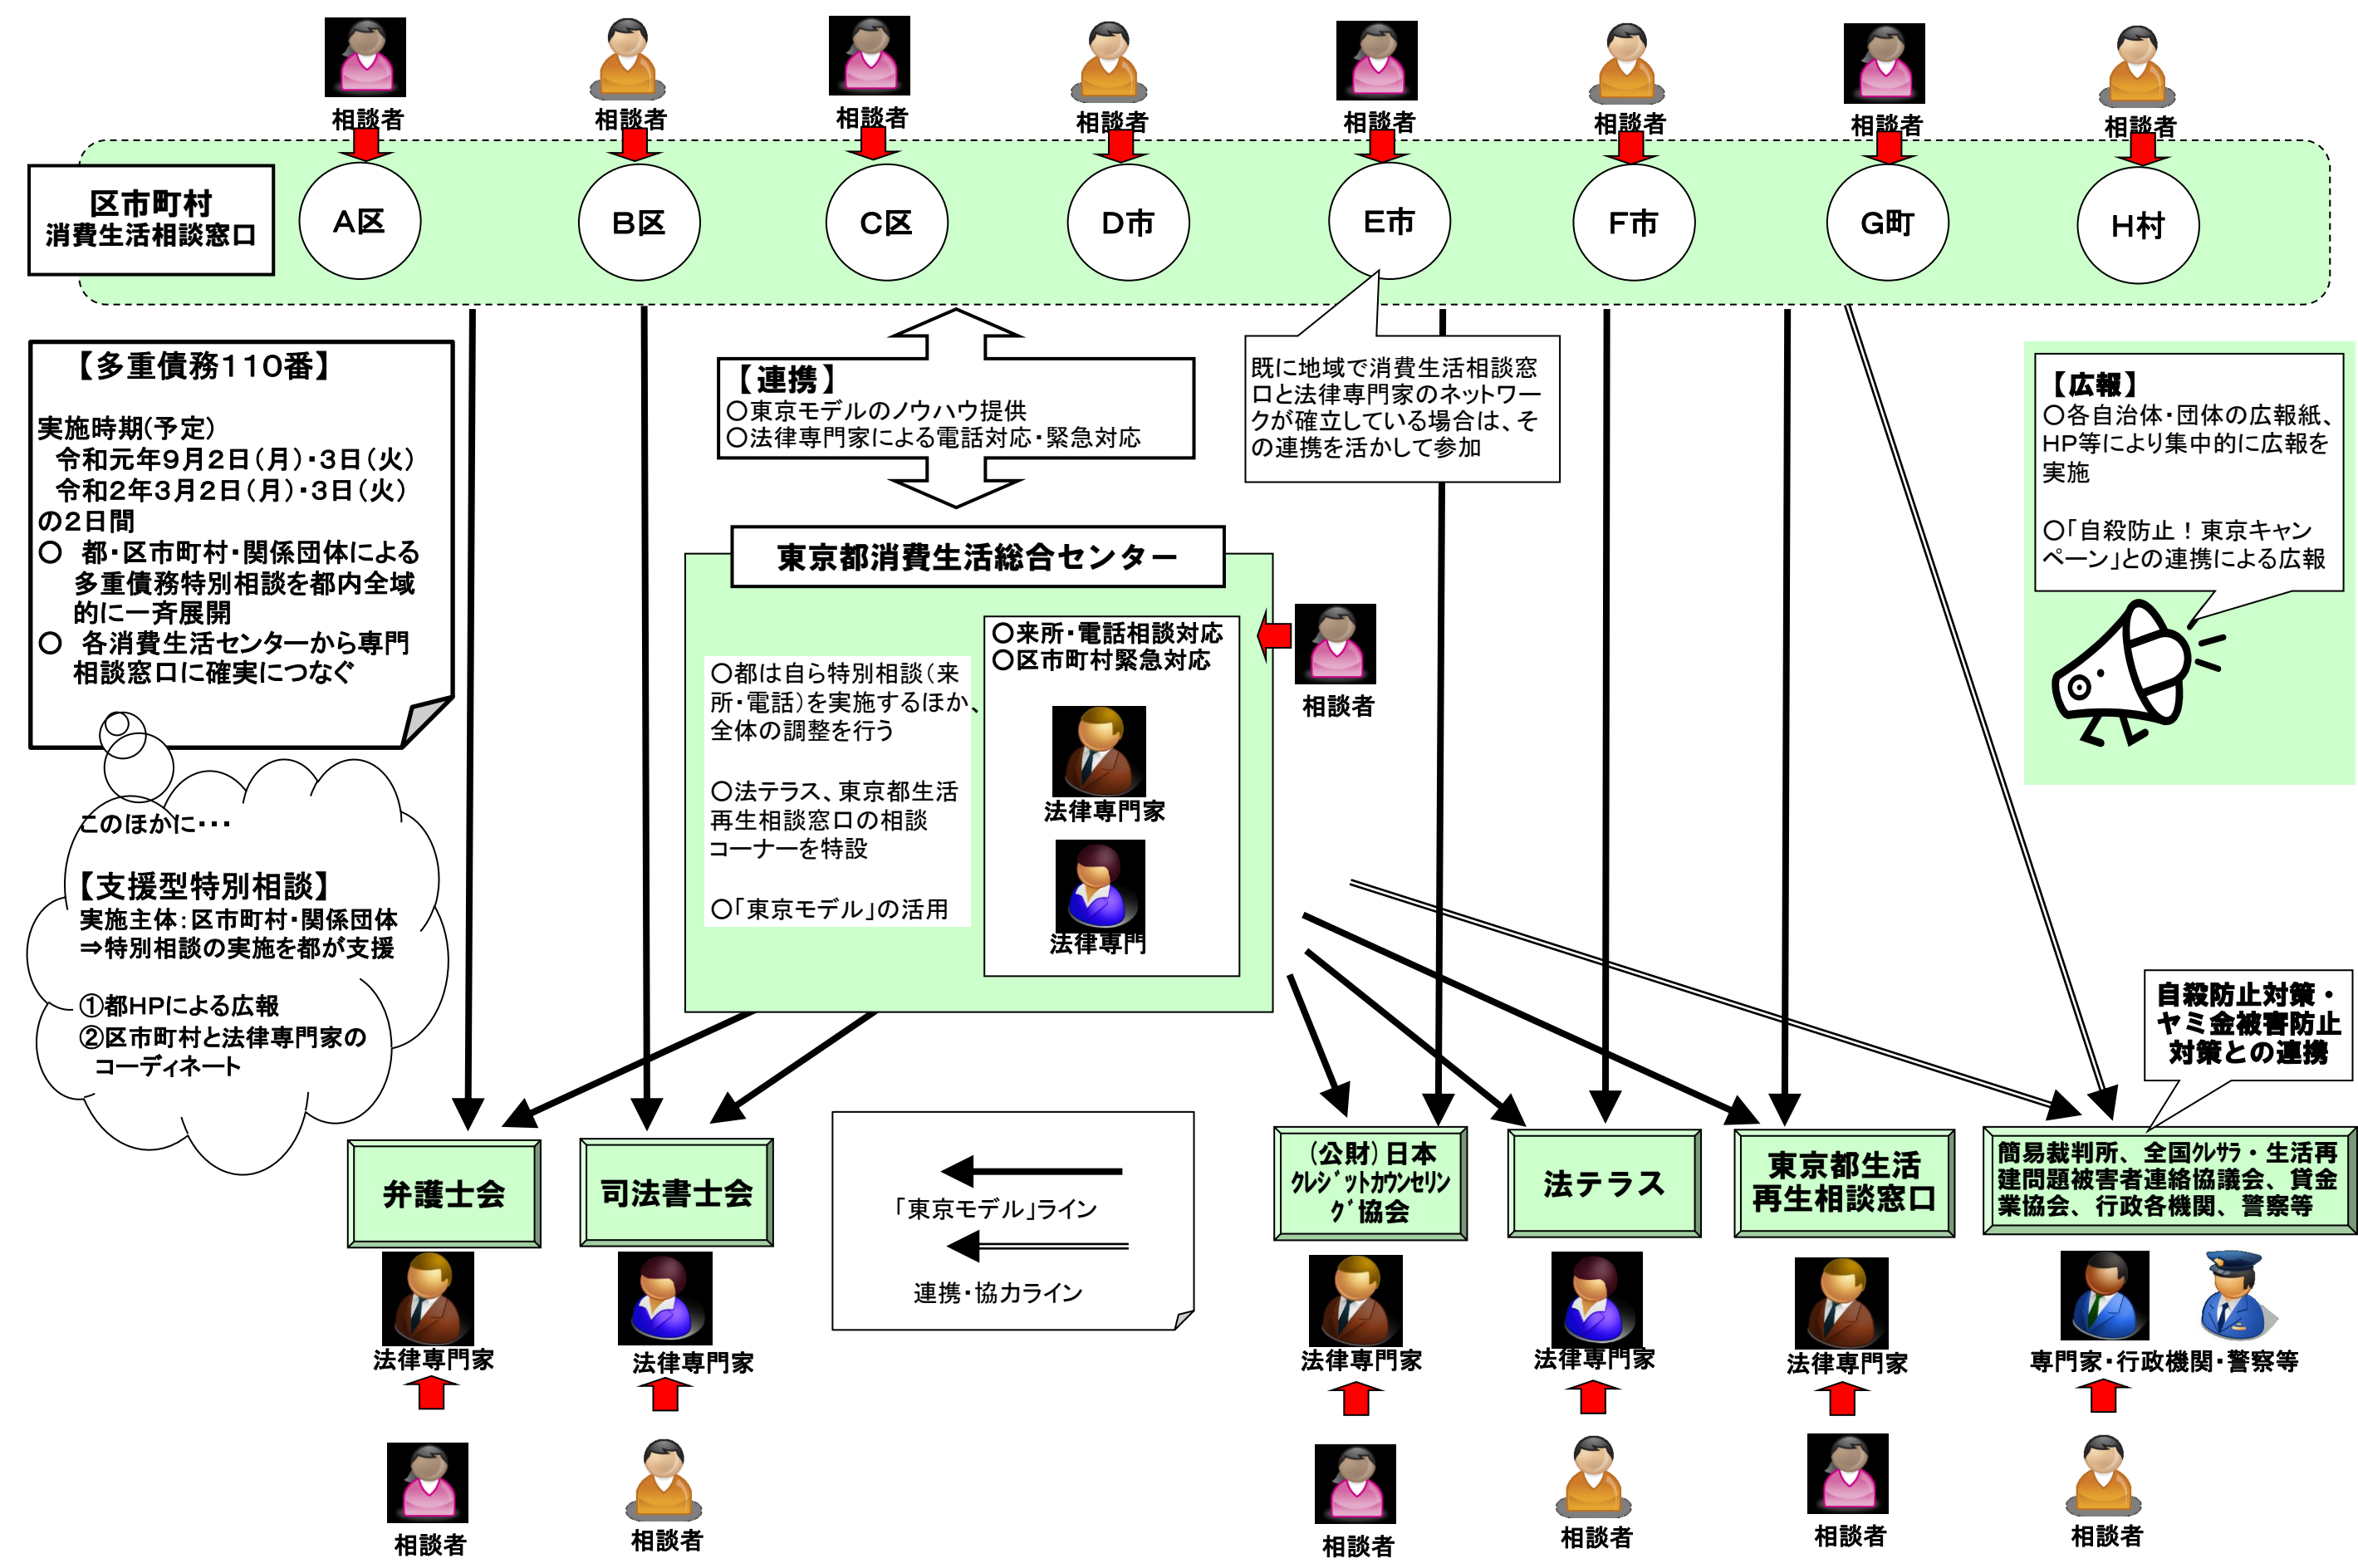 相談者
相談者
相談者
相談者
相談者
相談者
相談者
相談者
区市町村
消費生活相談窓口
A区
B区
C区
D市
E市
F市
G町
H村
【多重債務110番】
実施時期(予定)
令和元年9月2日(月)・3日(火)
令和2年3月2日(月)・3日(火)
の2日間
○ 都・区市町村・関係団体による
多重債務特別相談を都内全域
的に一斉展開
○ 各消費生活センターから専門
相談窓口に確実につなぐ
【連携】
○東京モデルのノウハウ提供
○法律専門家による電話対応・緊急対応
既に地域で消費生活相談窓
口と法律専門家のネットワー
クが確立している場合は、そ
の連携を活かして参加
【広報】
○各自治体・団体の広報紙、
HP等により集中的に広報を
実施
○「自殺防止！東京キャン
ペーン」との連携による広報
東京都消費生活総合センター
○都は自ら特別相談(来
所・電話)を実施するほか、
全体の調整を行う
○法テラス、東京都生活
再生相談窓口の相談
コーナーを特設
○「東京モデル」の活用
○来所・電話相談対応
○区市町村緊急対応
法律専門家
法律専門
相談者
このほかに・・・
【支援型特別相談】
実施主体:区市町村・関係団体
⇒特別相談の実施を都が支援
①都HPによる広報
②区市町村と法律専門家の
コーディネート
自殺防止対策・
ヤミ金被害防止
対策との連携
弁護士会
司法書士会
「東京モデル」ライン
連携・協力ライン
(公財)日本
ｸﾚｼﾞｯﾄｶｳﾝｾﾘﾝ
ｸﾞ協会
法テラス
東京都生活
再生相談窓口
簡易裁判所、全国ｸﾚｻﾗ・生活再
建問題被害者連絡協議会、貸金
業協会、行政各機関、警察等
法律専門家
法律専門家
法律専門家
法律専門家
法律専門家
専門家・行政機関・警察等
相談者
相談者
相談者
相談者
相談者
相談者